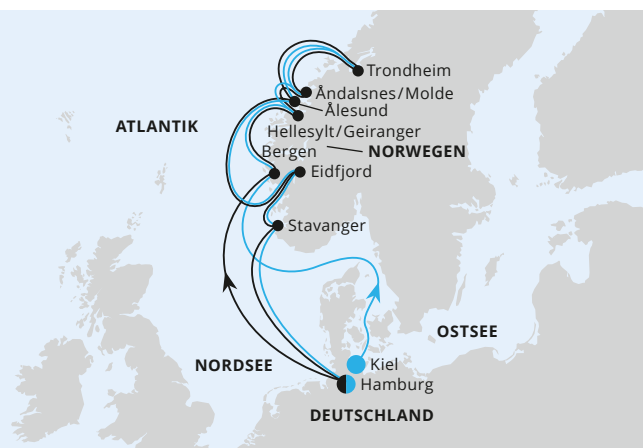 Trondheim
Åndalsnes/Molde
Ålesund
ATLANTIK
Hellesylt/Geiranger
Bergen
NORWEGEN
Eidfjord
Stavanger
OSTSEE
NORDSEE
Kiel
Hamburg
DEUTSCHLAND